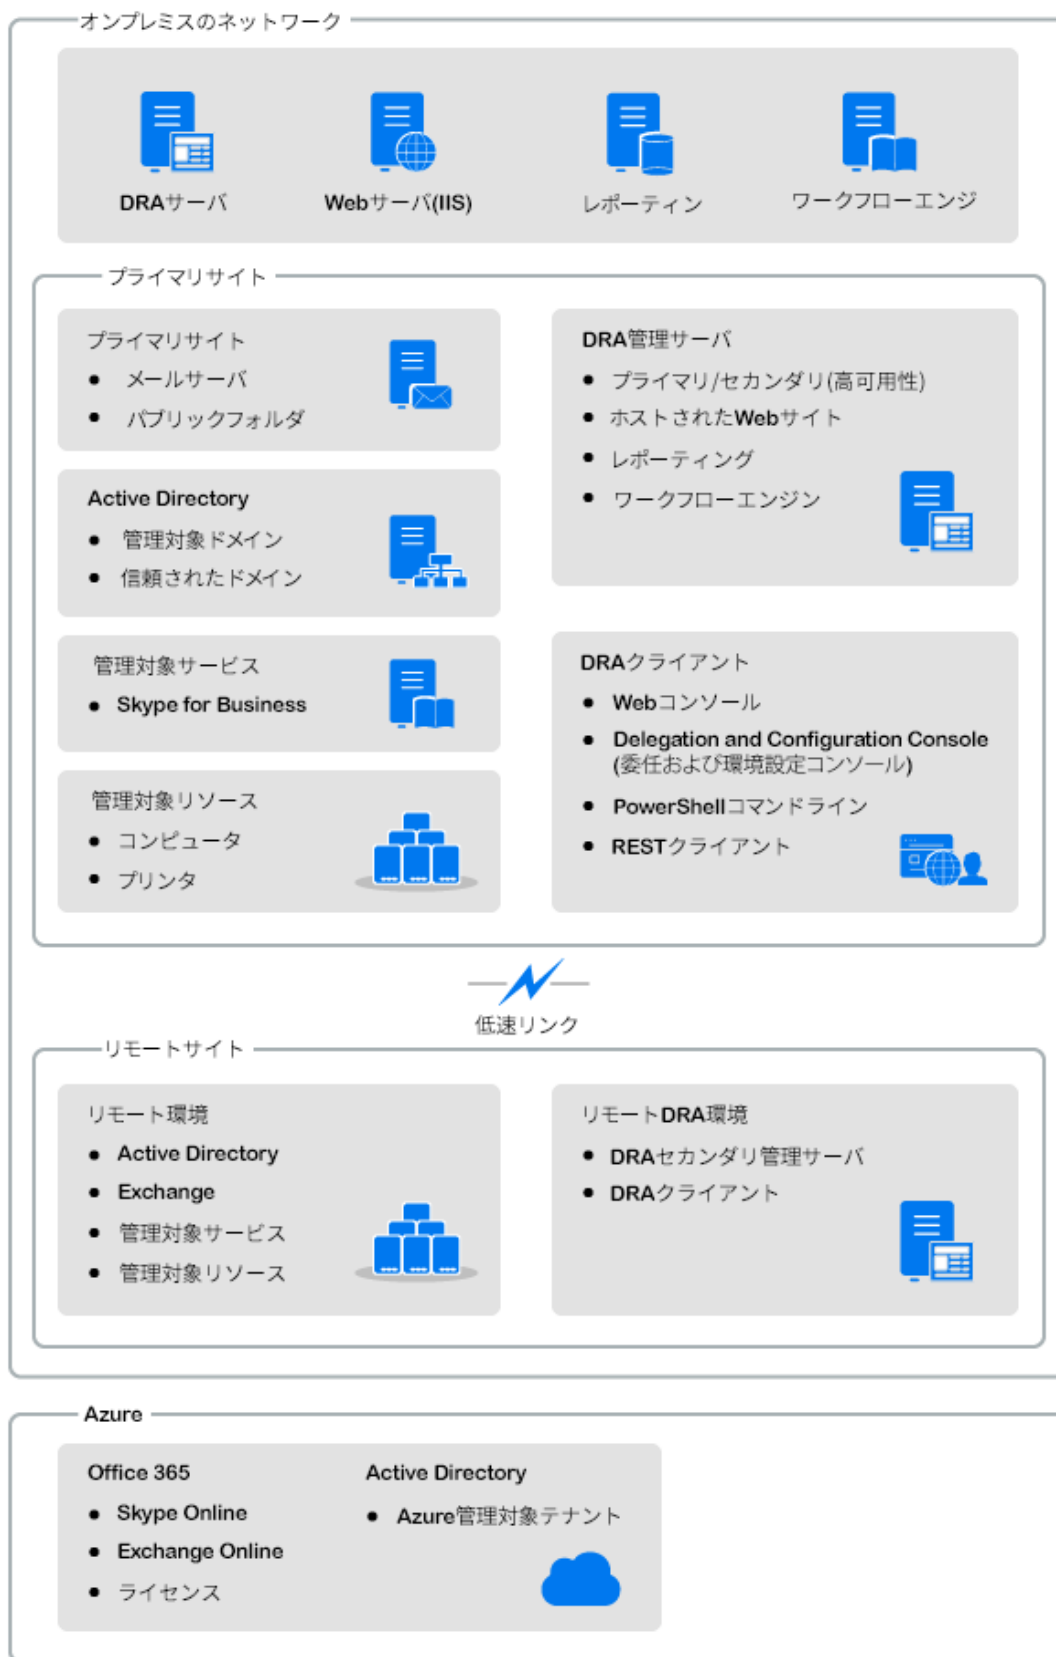 オンプレミスのネットワーク
DRAサーバ
Webサーバ(IIS)
レポーティン
ワークフローエンジ
プライマリサイト
プライマリサイト
● メールサーバ
● パブリックフォルダ
Active Directory
● 管理対象ドメイン
● 信頼されたドメイン
管理対象サービス
● Skype for Business
管理対象リソース
● コンピュータ
● プリンタ
DRA管理サーバ
● プライマリ/セカンダリ(高可用性)
● ホストされたWebサイト
● レポーティング
● ワークフローエンジン
DRAクライアント
● Webコンソール
● Delegation and Configuration Console
(委任および環境設定コンソール)
● PowerShellコマンドライン
● RESTクライアント
低速リンク
リモートサイト
リモート環境
● Active Directory
● Exchange
● 管理対象サービス
● 管理対象リソース
リモートDRA環境
● DRAセカンダリ管理サーバ
● DRAクライアント
Azure
Office 365
● Skype Online
● Exchange Online
● ライセンス
Active Directory
● Azure管理対象テナント